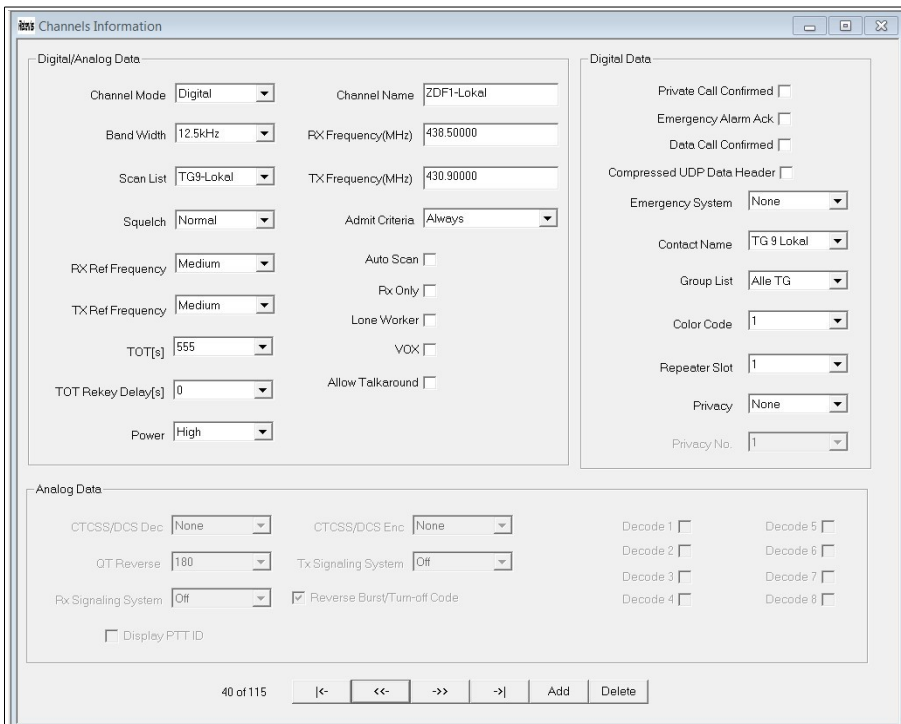 Channels Information
Digital/Analog Data
Channel Mode Digital
Band Width 12.5kHz
Scan List TG9-Lokal
Squelch Normal
RX Ref Frequency Medium
TX Ref Frequency Medium
TOT[s] 555
TOT Rekey Delay[s] 0
Power High
Channel Name ZDF1-Lokal
RX Frequency(MHz) 438.50000
TX Frequency(MHz) 430.90000
Admit Criteria Always
Auto Scan
Rx Only
Lone Worker
VOX
Allow Talkaround
Digital Data
Private Call Confirmed
Emergency Alarm Ack
Data Call Confirmed
Compressed UDP Data Header
Emergency System None
Contact Name TG 9 Lokal
Group List Alle TG
Color Code 1
Repeater Slot 1
Privacy None
Privacy No. 1
Analog Data
CTCSS/DCS Dec None
QT Reverse 180
Rx Signaling System Off
Display PTT ID
CTCSS/DCS Enc None
Tx Signaling System Off
Reverse Burst/Turn-off Code
Decode 1
Decode 2
Decode 3
Decode 4
Decode 5
Decode 6
Decode 7
Decode 8
40 of 115
|<-
<<-
->>
->|
Add
Delete